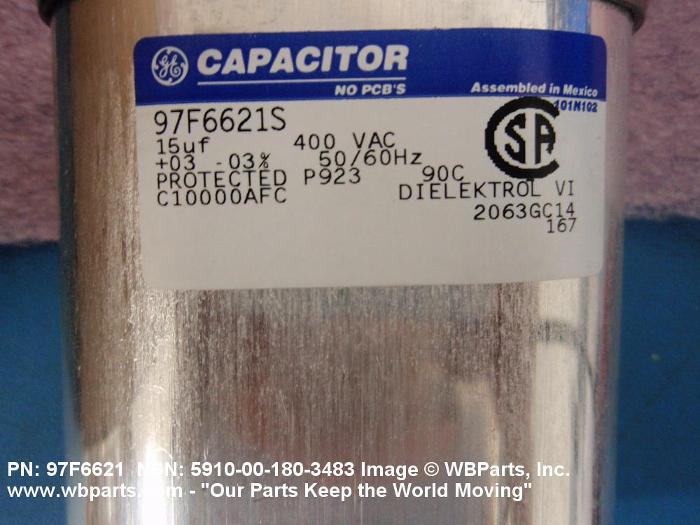 GE CAPACITOR
NO PCB'S
Assembled in Mexico
101M102
97F6621S
15uf 400 VAC
+03 -03% 50/60Hz
PROTECTED P923 90C
C10000AFC DIELEKTROL VI
2063GC14
167
SA
PN: 97F6621 NSN: 5910-00-180-3483 Image © WBParts, Inc.
www.wbparts.com - "Our Parts Keep the World Moving"